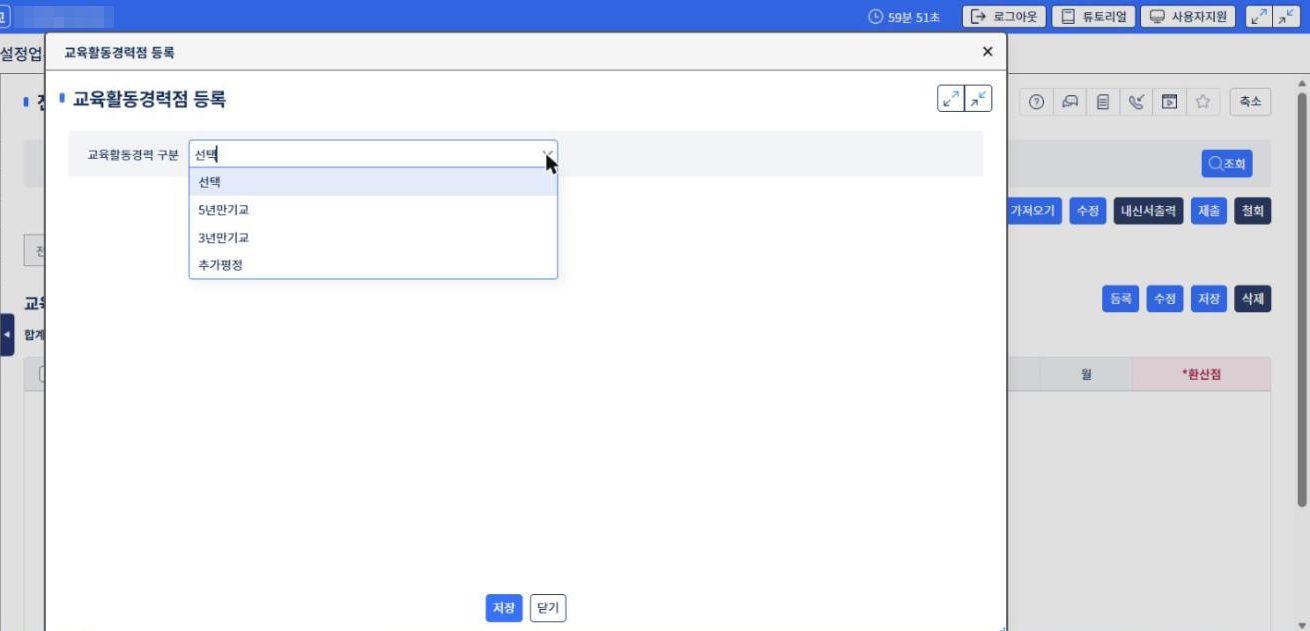 59분 51초 로그아웃 튜토리얼 사용자지원
설정업
교육활동경력점 등록
교육활동경력점 등록
축소
교육활동경력 구분 선택
조회
선택
5년만기교
3년만기교
추가평정
가져오기 수정 내신서출력 제출 철회
등록 수정 저장 삭제
합계
월 *환산점
저장 닫기